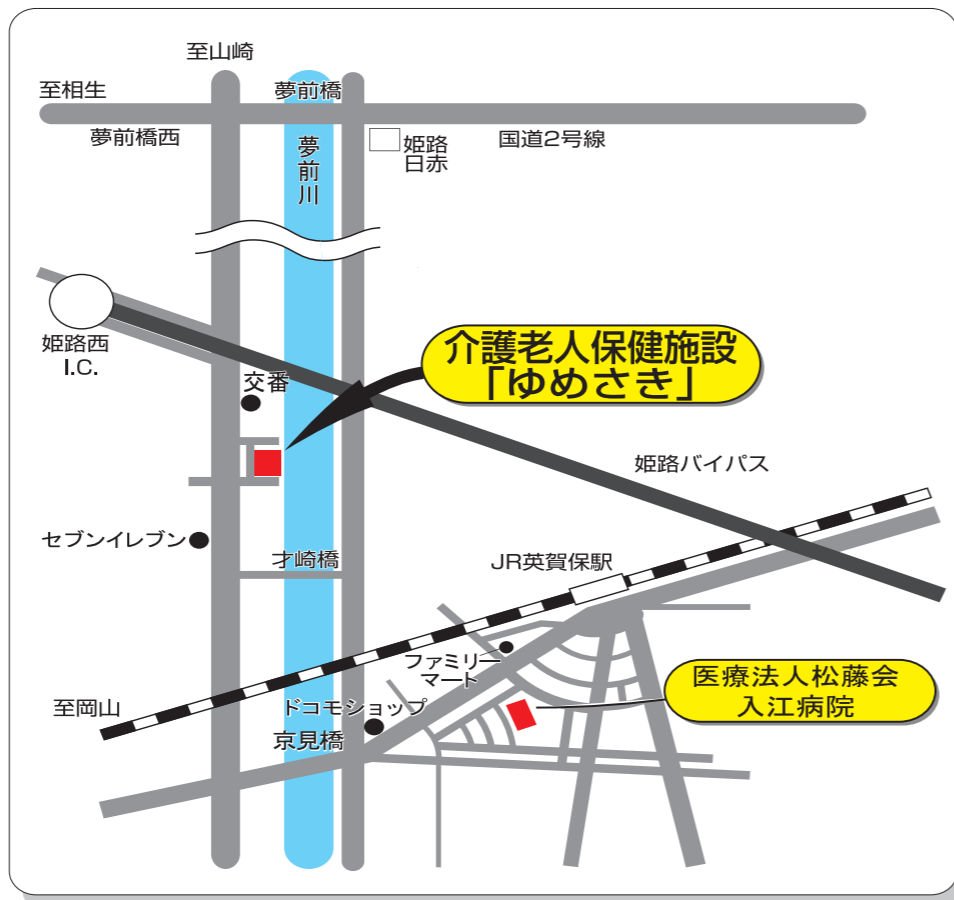 至山崎
至相生
夢前橋
夢前橋西
国道2号線
姫路
日赤
夢前川
介護老人保健施設
「ゆめさき」
姫路西
I.C.
交番
姫路バイパス
セブンイレブン
才崎橋
JR英賀保駅
ファミリー
マート
医療法人松藤会
入江病院
至岡山
ドコモショップ
京見橋